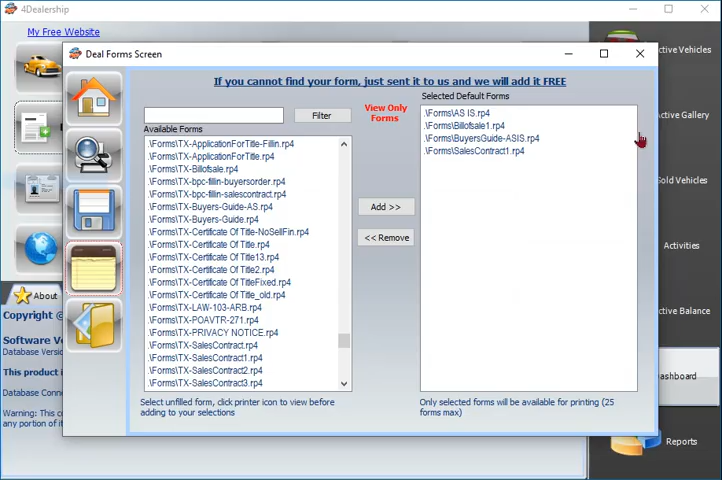 4Dealership
My Free Website
Deal Forms Screen
If you cannot find your form, just sent it to us and we will add it FREE
Selected Default Forms
Filter
View Only
Forms
Available Forms
.\Forms\TX-ApplicationForTitle-Fillin.rp4
.\Forms\TX-ApplicationForTitle.rp4
.\Forms\TX-Billofsale.rp4
.\Forms\TX-bpc-fillin-buyersorder.rp4
.\Forms\TX-bpc-fillin-salescontract.rp4
.\Forms\TX-Buyers-Guide-AS.rp4
.\Forms\TX-Buyers-Guide.rp4
.\Forms\TX-Certificate Of Title-NoSellFin.rp4
.\Forms\TX-Certificate Of Title.rp4
.\Forms\TX-Certificate Of Title13.rp4
.\Forms\TX-Certificate Of Title2.rp4
.\Forms\TX-Certificate Of TitleFixed.rp4
.\Forms\TX-Certificate Of Title_old.rp4
.\Forms\TX-LAW-103-ARB.rp4
.\Forms\TX-POAVTR-271.rp4
.\Forms\TX-PRIVACY NOTICE.rp4
.\Forms\TX-SalesContract.rp4
.\Forms\TX-SalesContract1.rp4
.\Forms\TX-SalesContract2.rp4
.\Forms\TX-SalesContract3.rp4
Add >>
<< Remove
.\Forms\AS IS.rp4
.\Forms\Billofsale1.rp4
.\Forms\BuyersGuide-ASIS.rp4
.\Forms\SalesContract1.rp4
Select unfilled form, click printer icon to view before
adding to your selections
Only selected forms will be available for printing (25
forms max)
About
Copyright
Software Ve
Database Versio
This product i
Database Conne
Warning: This co
any portion of it
ctive Vehicles
ctive Gallery
old Vehicles
Activities
ctive Balance
ashboard
Reports